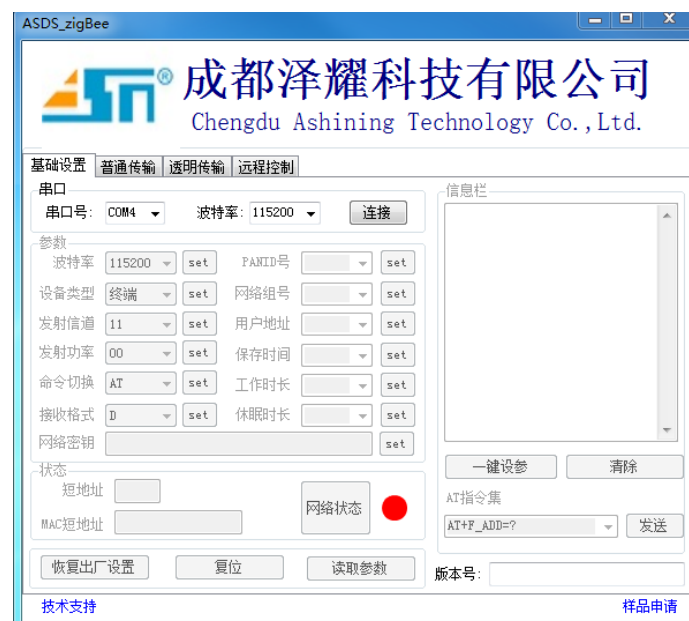 ASDS_zigBee
ASn®
成都泽耀科技有限公司
Chengdu Ashining Technology Co.,Ltd.
基础设置 普通传输 透明传输 远程控制
串口
串口号: COM4 波特率: 115200 连接
参数
波特率 115200 set PANID号 set
设备类型 终端 set 网络组号 set
发射信道 11 set 用户地址 set
发射功率 00 set 保存时间 set
命令切换 AT set 工作时长 set
接收格式 D set 休眠时长 set
网络密钥 set
状态
短地址
MAC短地址
网络状态
恢复出厂设置 复位 读取参数
信息栏
一键设参 清除
AT指令集
AT+F_ADD=? 发送
版本号:
技术支持 样品申请